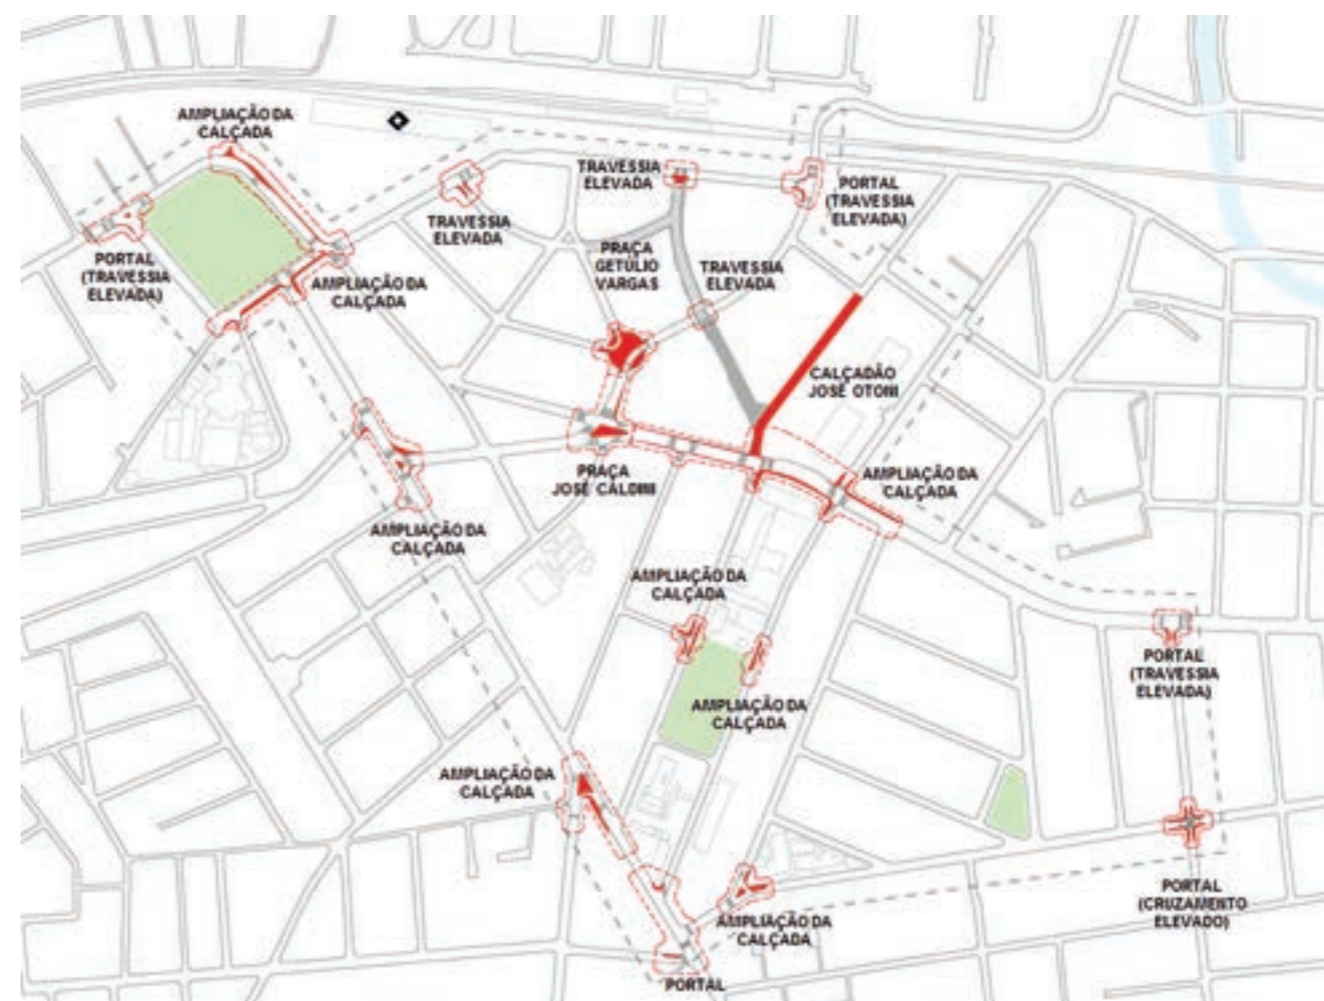 AMPLIAÇÃO DA
CALÇADA
TRAVESSIA
ELEVADA
PORTAL
(TRAVESSIA
ELEVADA)
TRAVESSIA
ELEVADA
PRAÇA
GETÚLIO
VARGAS
TRAVESSIA
ELEVADA
PORTAL
(TRAVESSIA
ELEVADA)
AMPLIAÇÃO DA
CALÇADA
CALÇADÃO
JOSÉ OTONI
PRAÇA
JOSÉ CALDINI
AMPLIAÇÃO DA
CALÇADA
AMPLIAÇÃO DA
CALÇADA
AMPLIAÇÃO DA
CALÇADA
PORTAL
(TRAVESSIA
ELEVADA)
AMPLIAÇÃO DA
CALÇADA
AMPLIAÇÃO DA
CALÇADA
PORTAL
(CRUZAMENTO
ELEVADO)
AMPLIAÇÃO DA
CALÇADA
PORTAL